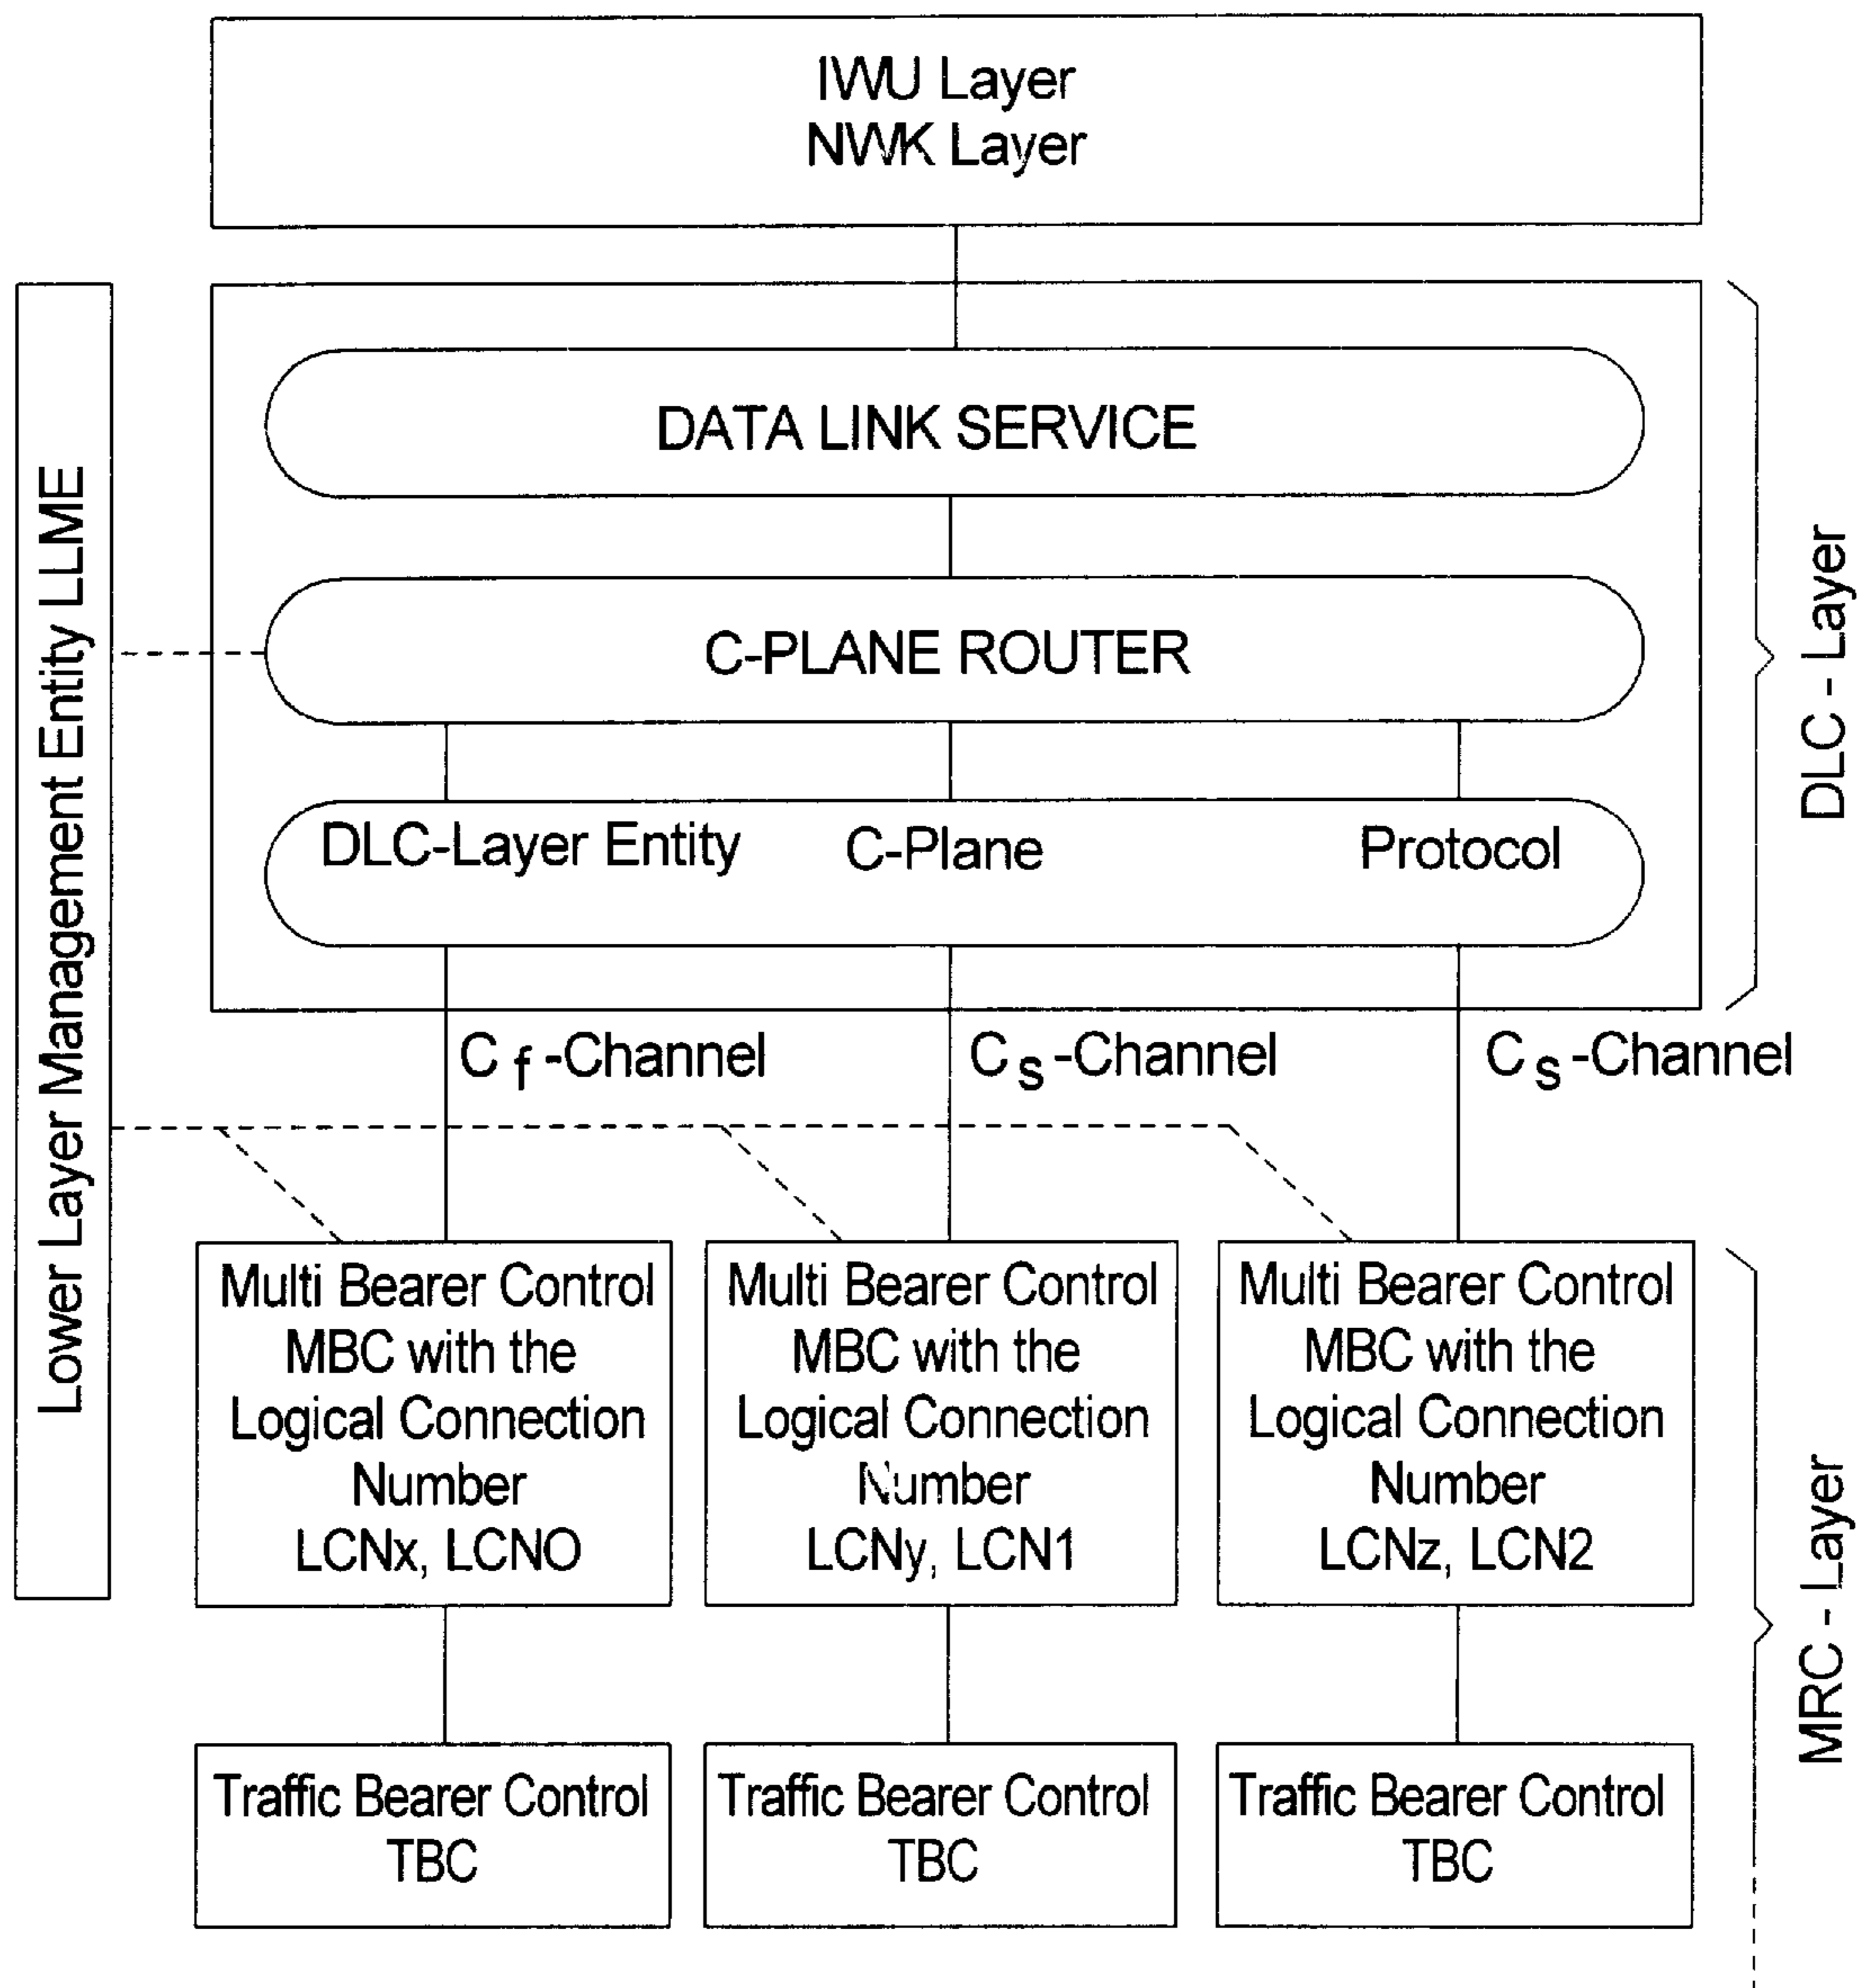 IWU Layer
NWK Layer
Lower Layer Management Entity LLME
DATA LINK SERVICE
C-PLANE ROUTER
DLC-Layer Entity C-Plane Protocol
DLC - Layer
C f -Channel C s -Channel C s -Channel
Multi Bearer Control
MBC with the
Logical Connection
Number
LCNx, LCNO
Multi Bearer Control
MBC with the
Logical Connection
Number
LCNy, LCN1
Multi Bearer Control
MBC with the
Logical Connection
Number
LCNz, LCN2
MRC - Layer
Traffic Bearer Control
TBC
Traffic Bearer Control
TBC
Traffic Bearer Control
TBC